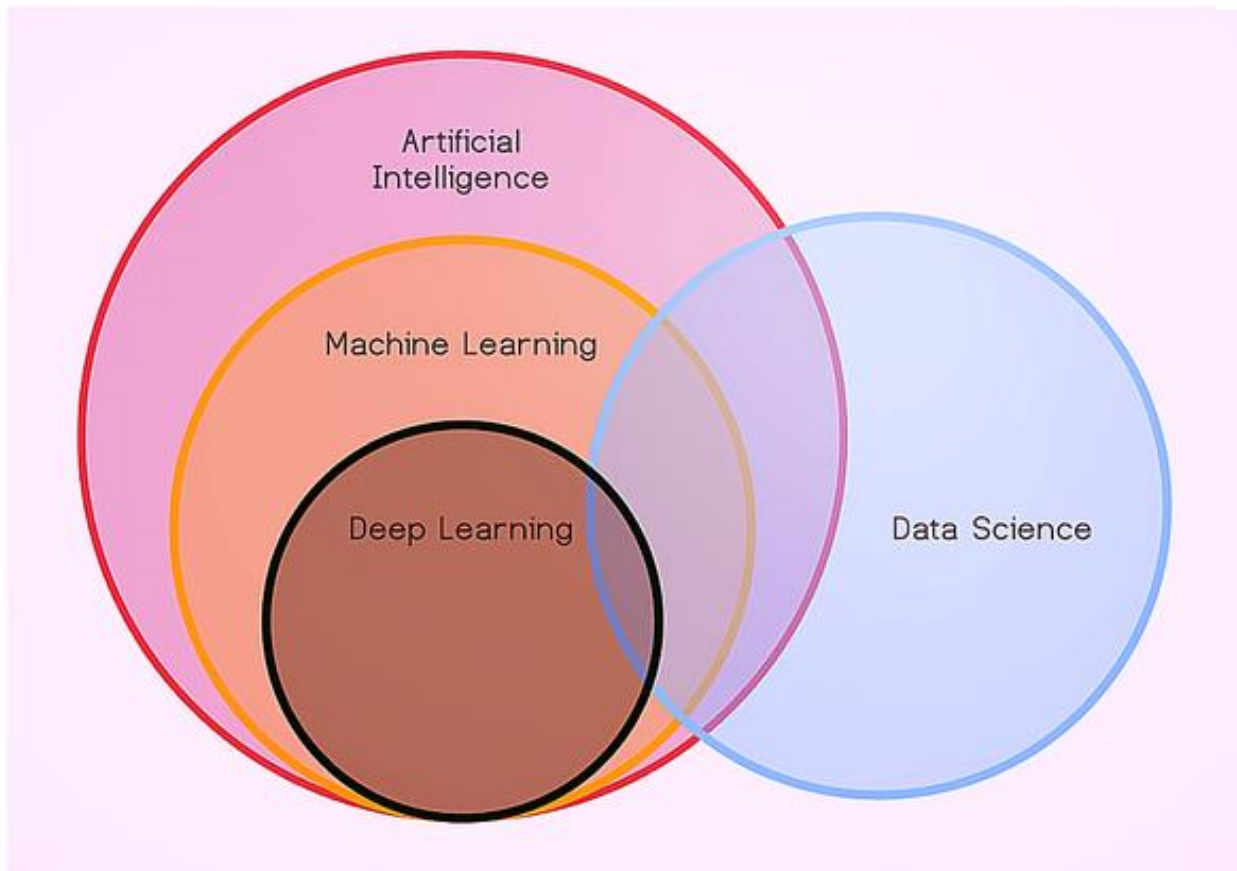 Artificial
Intelligence
Machine Learning
Deep Learning
Data Science